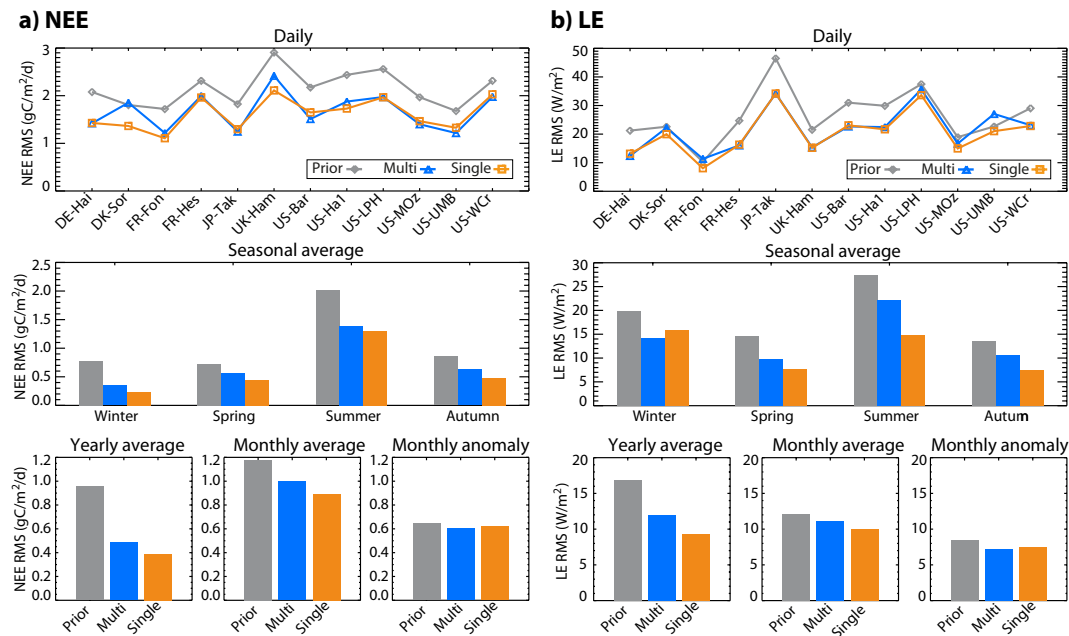 a) NEE
Daily
NEE RMS (gC/m²/d)
3
2
1
0
Prior Multi Single
DE-Hai DK-Sor FR-Fon FR-Hes JP-Tak UK-Ham US-Bar US-Ha1 US-LPH US-MOz US-UMB US-WCr
Seasonal average
NEE RMS (gC/m²/d)
2.5
2.0
1.5
1.0
0.5
0.0
Winter Spring Summer Autumn
Yearly average
NEE RMS (gC/m²/d)
1.2
1.0
0.8
0.6
0.4
0.2
0.0
Prior Multi Single
Monthly average
1.2
1.0
0.8
0.6
0.4
0.2
0.0
Prior Multi Single
Monthly anomaly
1.2
1.0
0.8
0.6
0.4
0.2
0.0
Prior Multi Single
b) LE
Daily
LE RMS (W/m²)
50
40
30
20
10
0
Prior Multi Single
DE-Hai DK-Sor FR-Fon FR-Hes JP-Tak UK-Ham US-Bar US-Ha1 US-LPH US-MOz US-UMB US-WCr
Seasonal average
LE RMS (W/m²)
30
25
20
15
10
5
0
Winter Spring Summer Autumn
Yearly average
LE RMS (W/m²)
20
15
10
5
0
Prior Multi Single
Monthly average
20
15
10
5
0
Prior Multi Single
Monthly anomaly
20
15
10
5
0
Prior Multi Single